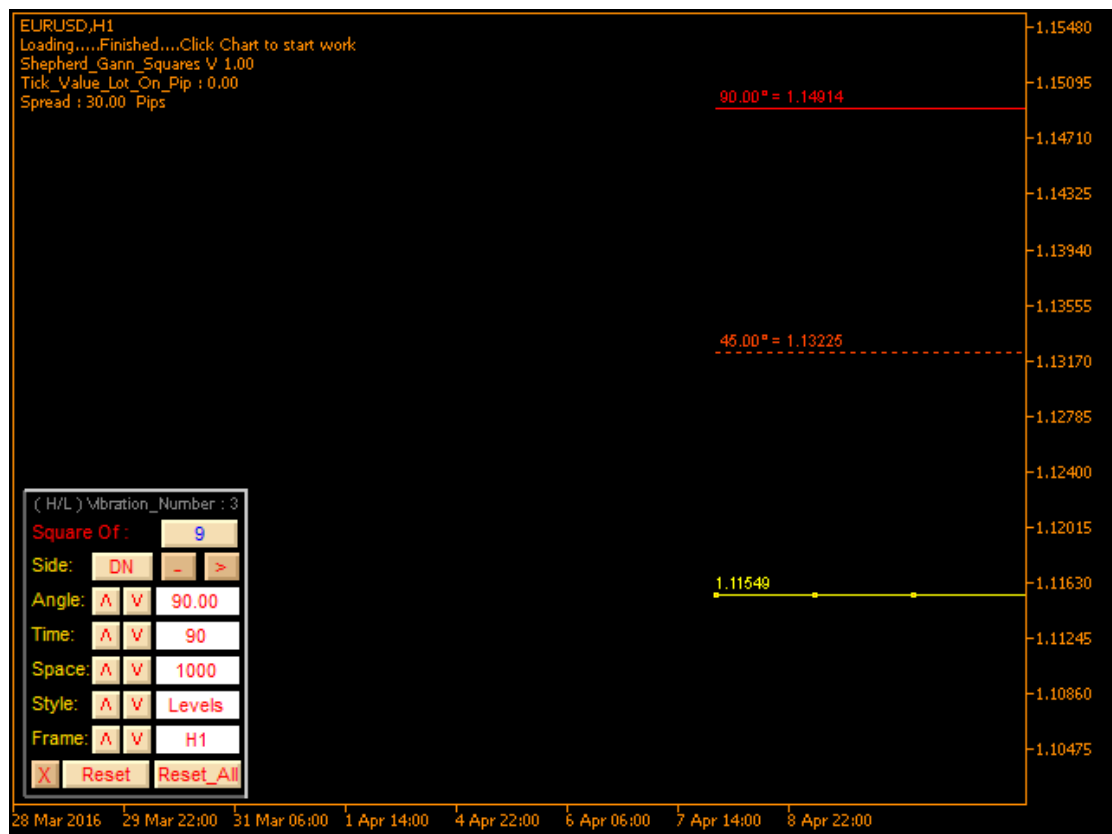 EURUSD,H1
Loading.....Finished....Click Chart to start work
Shepherd_Gann_Squares V 1.00
Tick_Value_Lot_On_Pip : 0.00
Spread : 30.00 Pips
90.00° = 1.14914
45.00° = 1.13225
1.11549
1.15480
1.15095
1.14710
1.14325
1.13940
1.13555
1.13170
1.12785
1.12400
1.12015
1.11630
1.11245
1.10860
1.10475
( H/L ) Vibration_Number : 3
Square Of : 9
Side: DN - >
Angle: Λ V 90.00
Time: Λ V 90
Space: Λ V 1000
Style: Λ V Levels
Frame: Λ V H1
X Reset Reset_All
28 Mar 2016 29 Mar 22:00 31 Mar 06:00 1 Apr 14:00 4 Apr 22:00 6 Apr 06:00 7 Apr 14:00 8 Apr 22:00